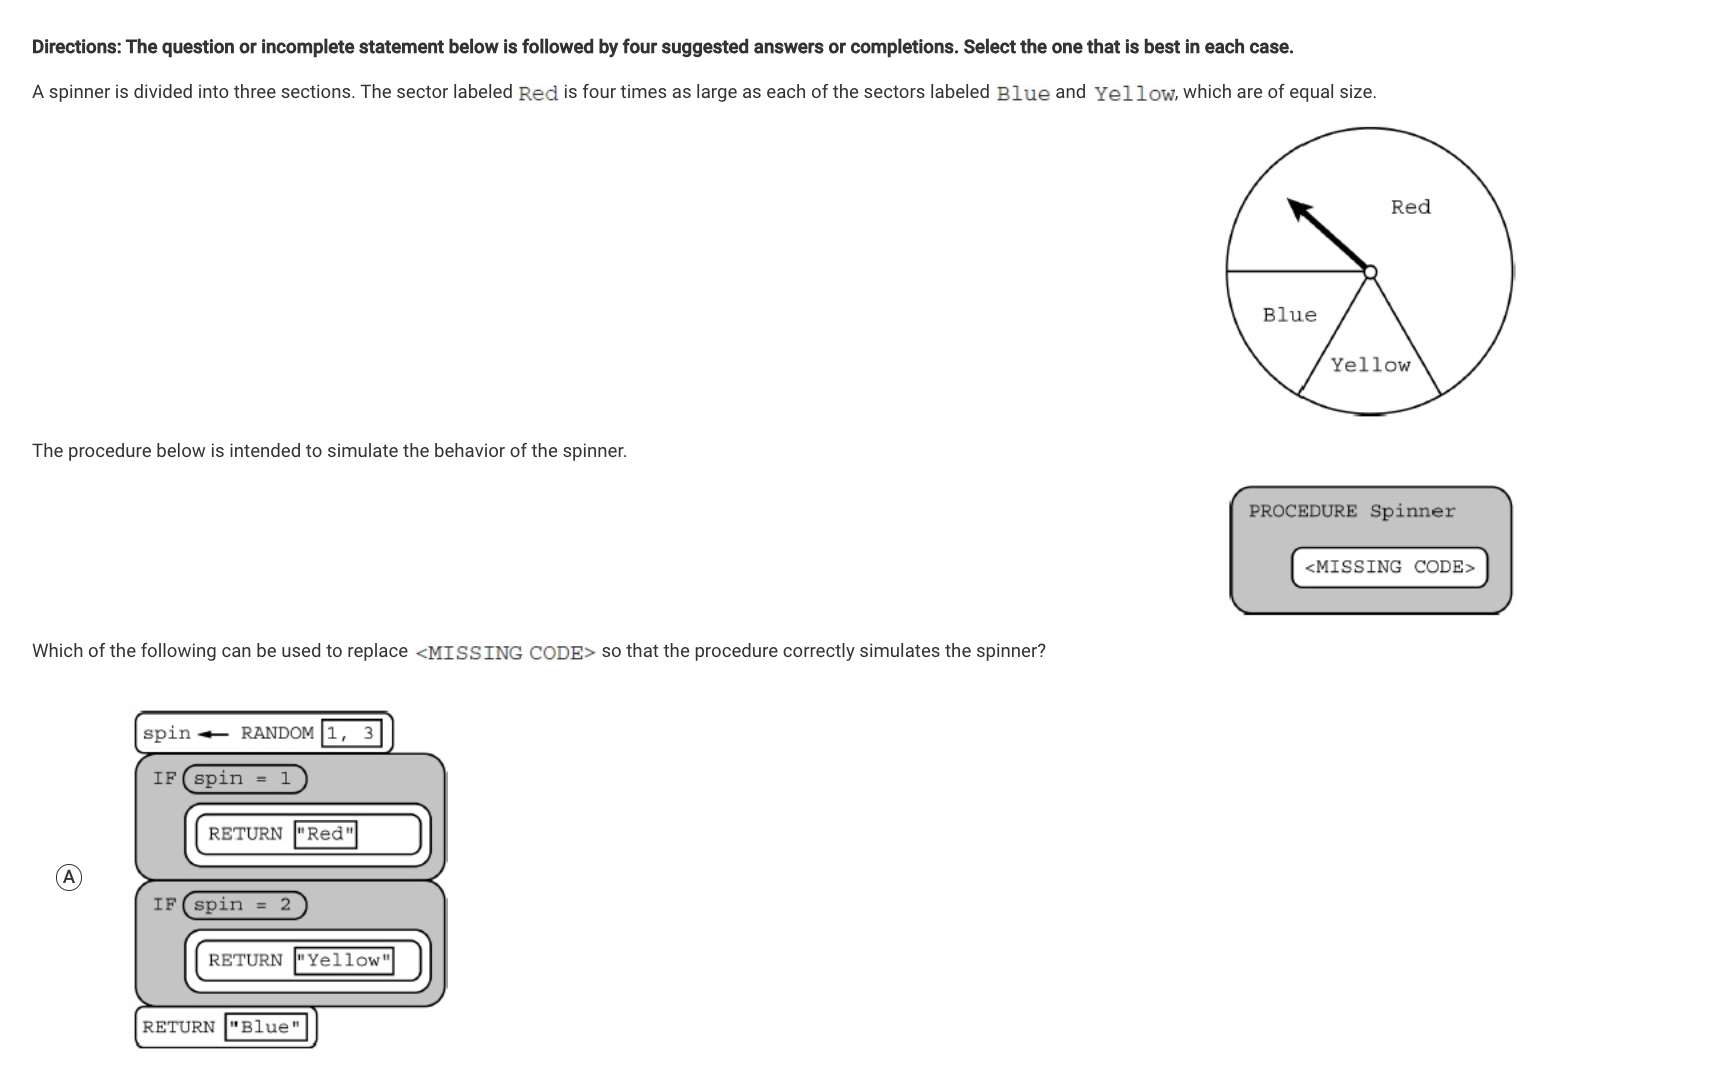 Directions: The question or incomplete statement below is followed by four suggested answers or completions. Select the one that is best in each case.
A spinner is divided into three sections. The sector labeled Red is four times as large as each of the sectors labeled Blue and Yellow, which are of equal size.
Red
Blue
Yellow
The procedure below is intended to simulate the behavior of the spinner.
PROCEDURE Spinner
<MISSING CODE>
Which of the following can be used to replace <MISSING CODE> so that the procedure correctly simulates the spinner?
spin ← RANDOM 1, 3
IF spin = 1
RETURN "Red"
A
IF spin = 2
RETURN "Yellow"
RETURN "Blue"